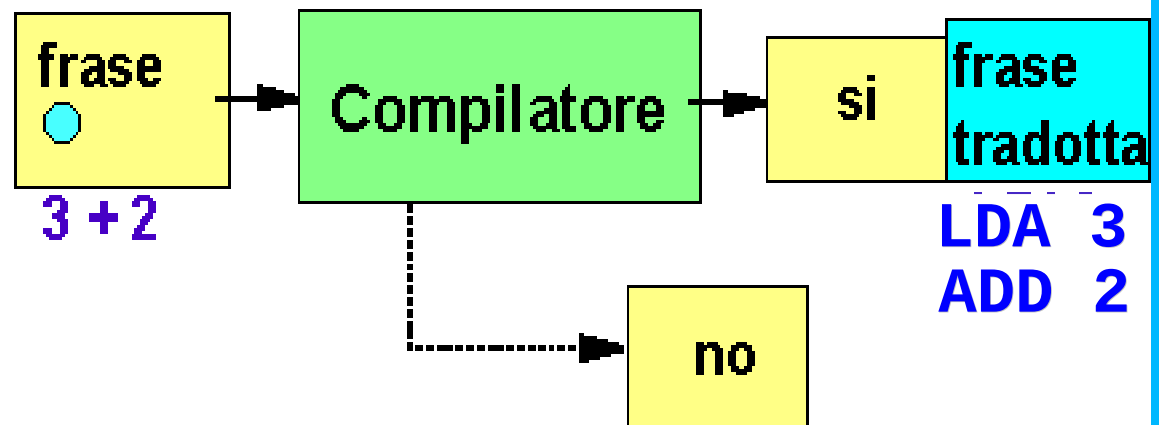 frase
3 + 2
Compilatore
si
frase
tradotta
LDA 3
ADD 2
no